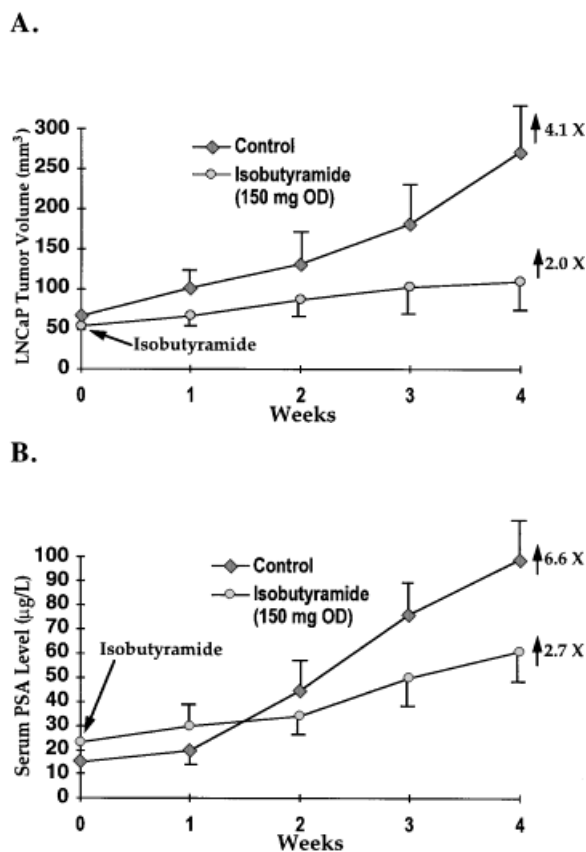 A.
LNCaP Tumor Volume (mm³)
300
250
200
150
100
50
0
Control
Isobutyramide
(150 mg OD)
4.1 X
2.0 X
Isobutyramide
0 1 2 3 4
Weeks
B.
Serum PSA Level (µg/L)
100
90
80
70
60
50
40
30
20
10
0
Control
Isobutyramide
(150 mg OD)
6.6 X
2.7 X
Isobutyramide
0 1 2 3 4
Weeks